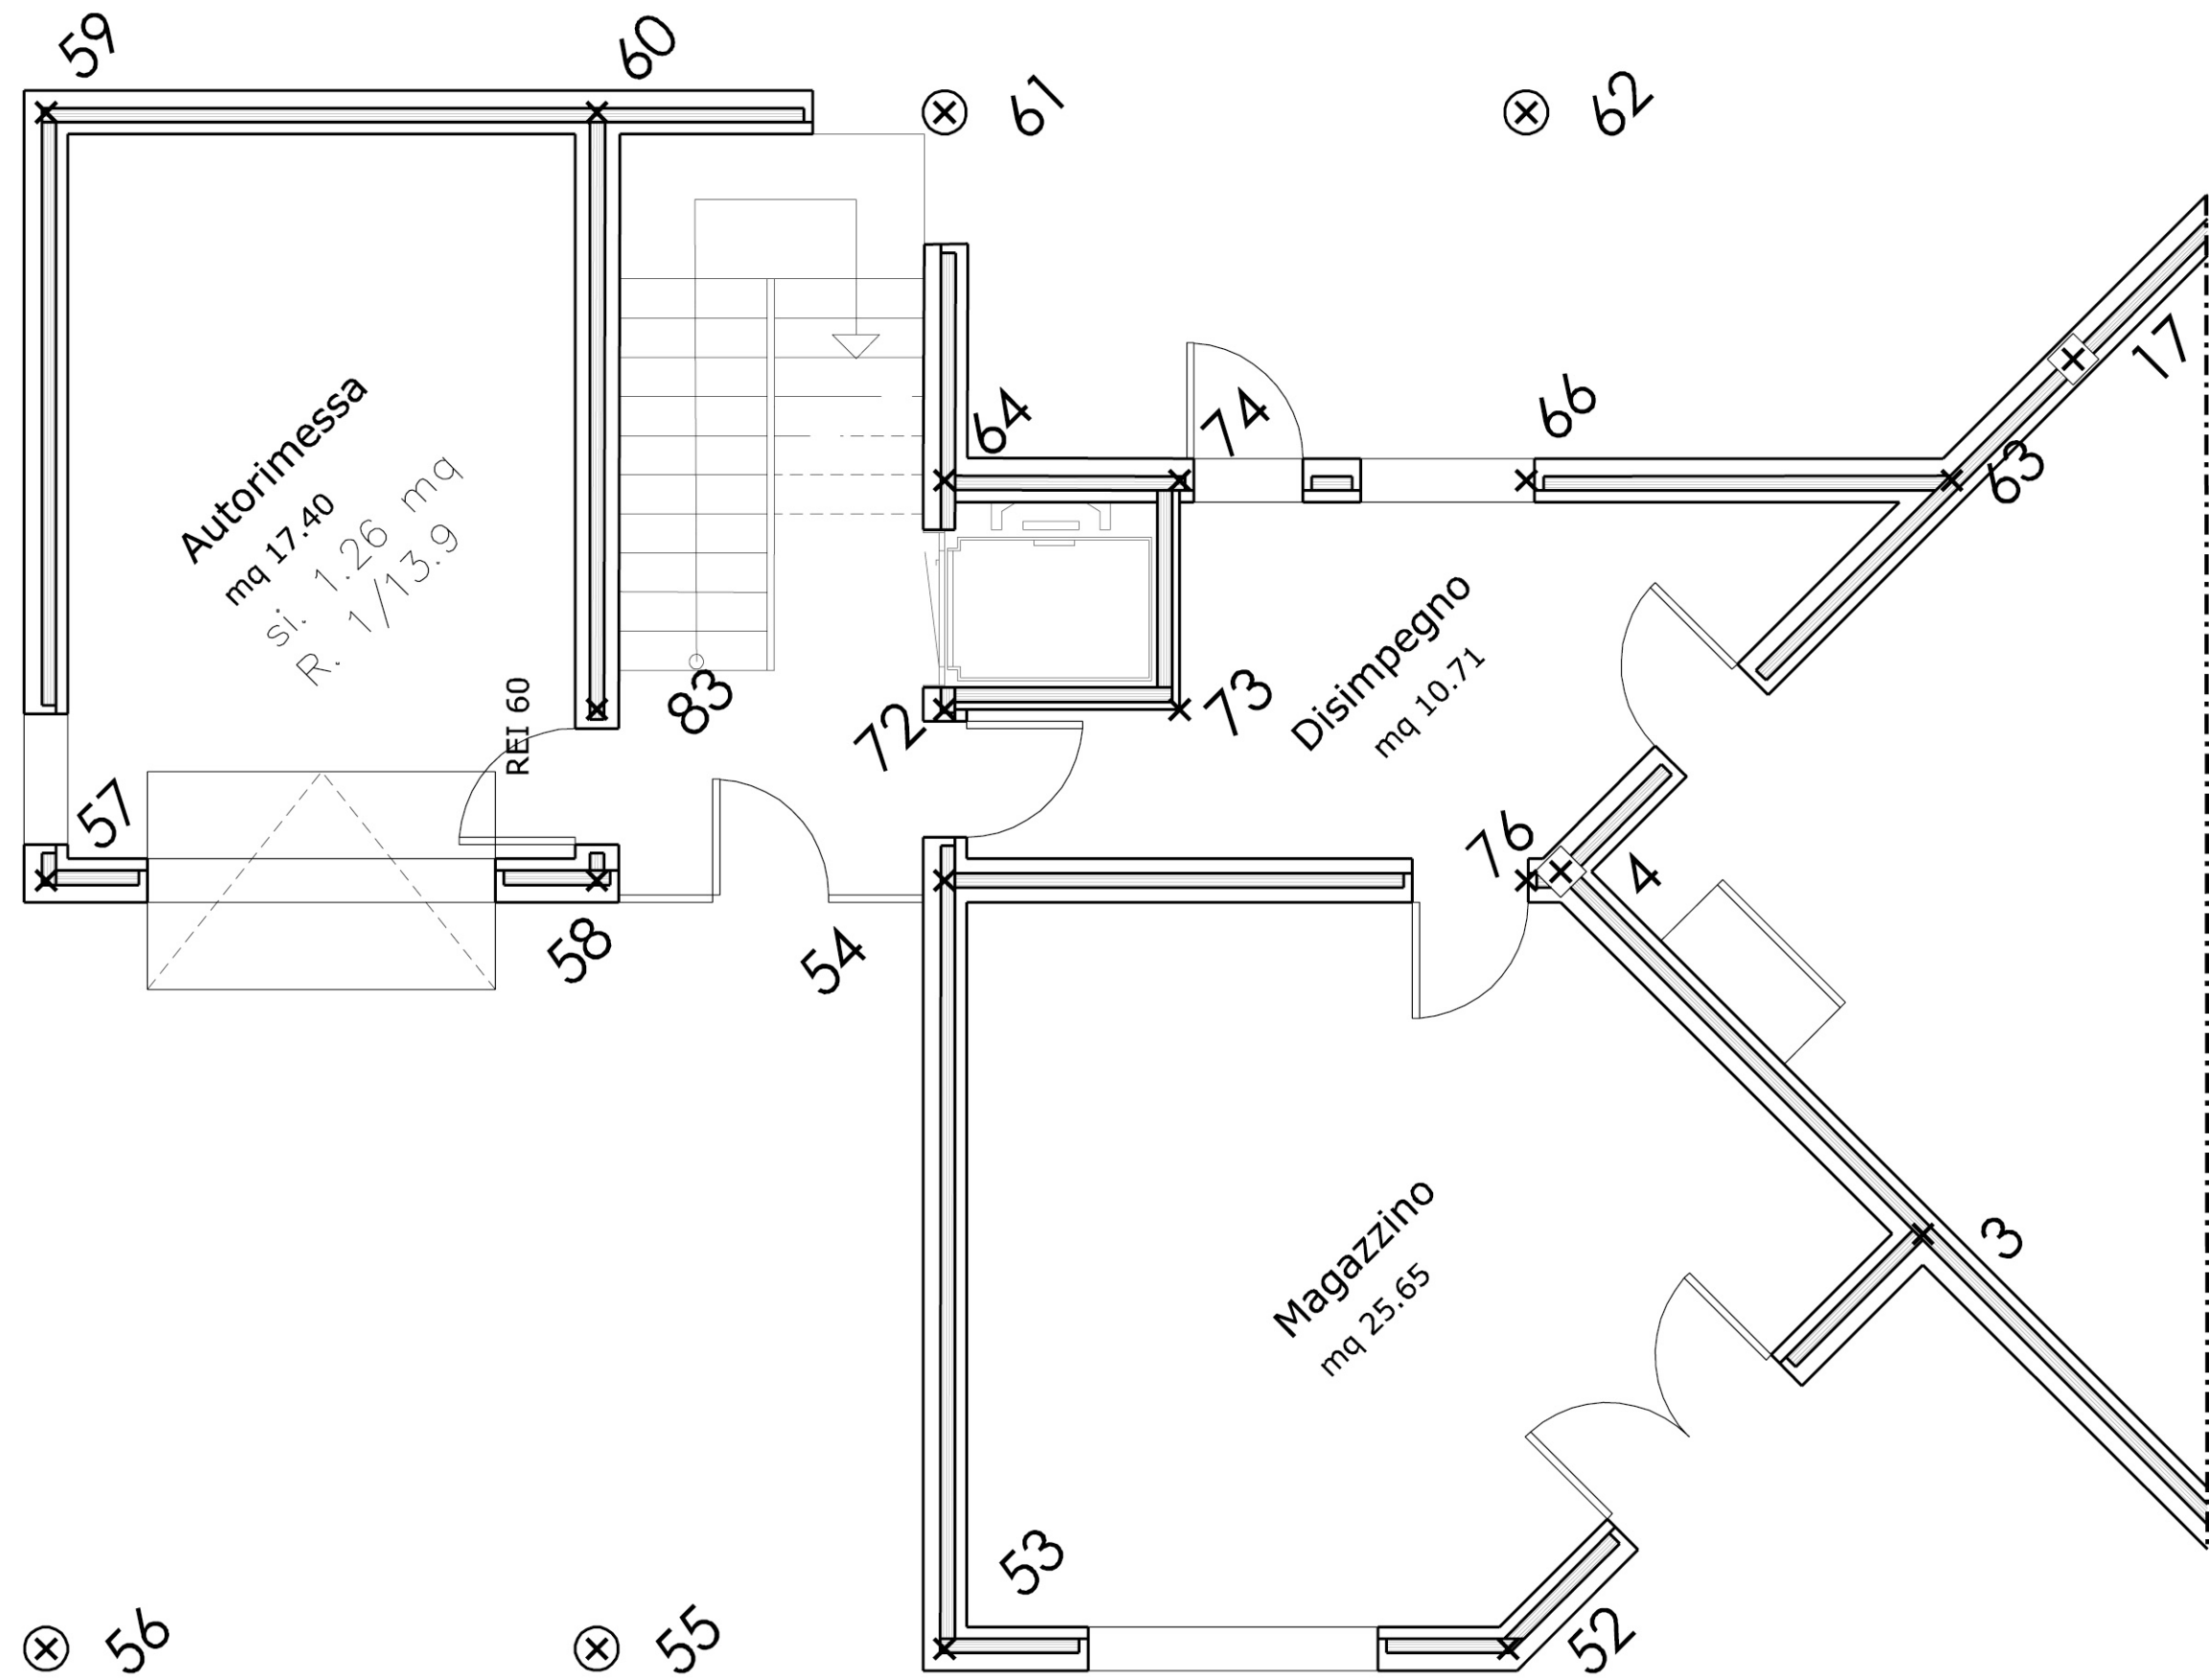 59
60
61
62
17
Autorimessa
mq 17.40
si. 1.26 mq
R. 1/13.9
REI 60
64
74
66
63
83
72
73
Disimpegno
mq 10.71
57
76
4
58
54
3
Magazzino
mq 25.65
53
56
55
52